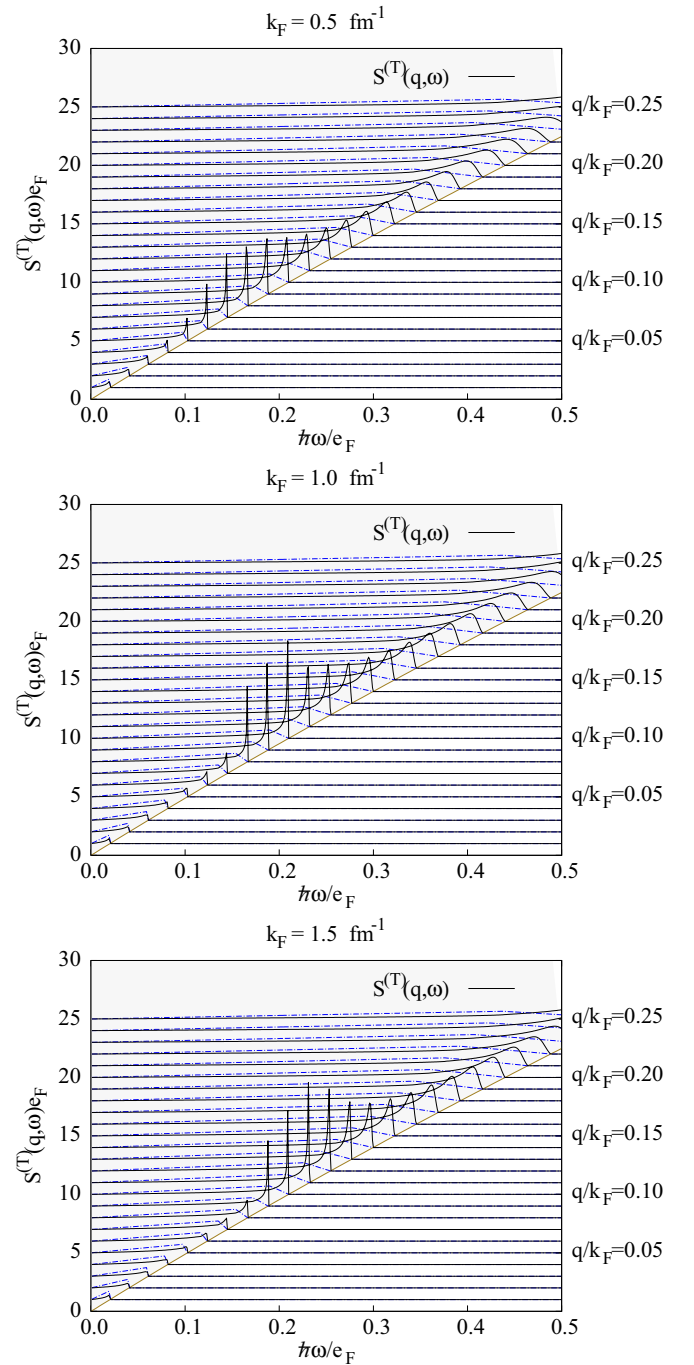 k_F = 0.5 fm^-1
30
25
20
15
10
5
0
S^(T)(q,ω)e_F
S^(T)(q,ω)
q/k_F=0.25
q/k_F=0.20
q/k_F=0.15
q/k_F=0.10
q/k_F=0.05
0.0 0.1 0.2 0.3 0.4 0.5
ℏω/e_F
k_F = 1.0 fm^-1
30
25
20
15
10
5
0
S^(T)(q,ω)e_F
S^(T)(q,ω)
q/k_F=0.25
q/k_F=0.20
q/k_F=0.15
q/k_F=0.10
q/k_F=0.05
0.0 0.1 0.2 0.3 0.4 0.5
ℏω/e_F
k_F = 1.5 fm^-1
30
25
20
15
10
5
0
S^(T)(q,ω)e_F
S^(T)(q,ω)
q/k_F=0.25
q/k_F=0.20
q/k_F=0.15
q/k_F=0.10
q/k_F=0.05
0.0 0.1 0.2 0.3 0.4 0.5
ℏω/e_F